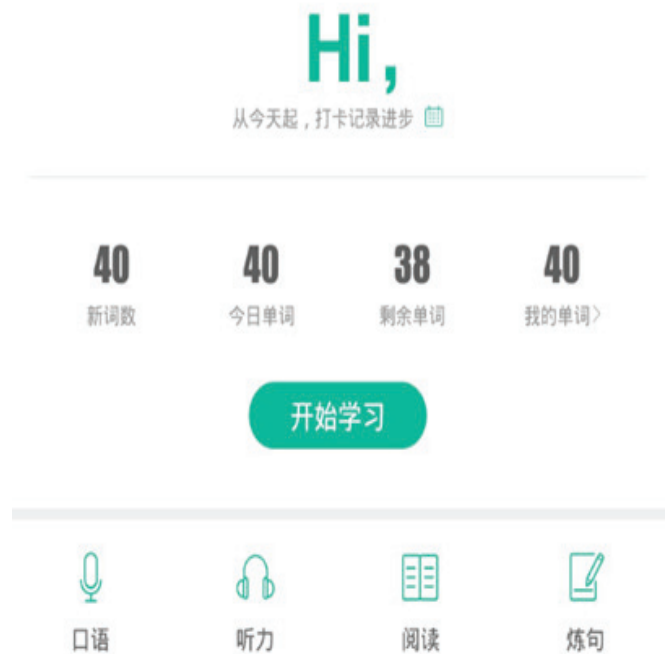 Hi,
从今天起，打卡记录进步
40 40 38 40
新词数 今日单词 剩余单词 我的单词>
开始学习
口语 听力 阅读 炼句